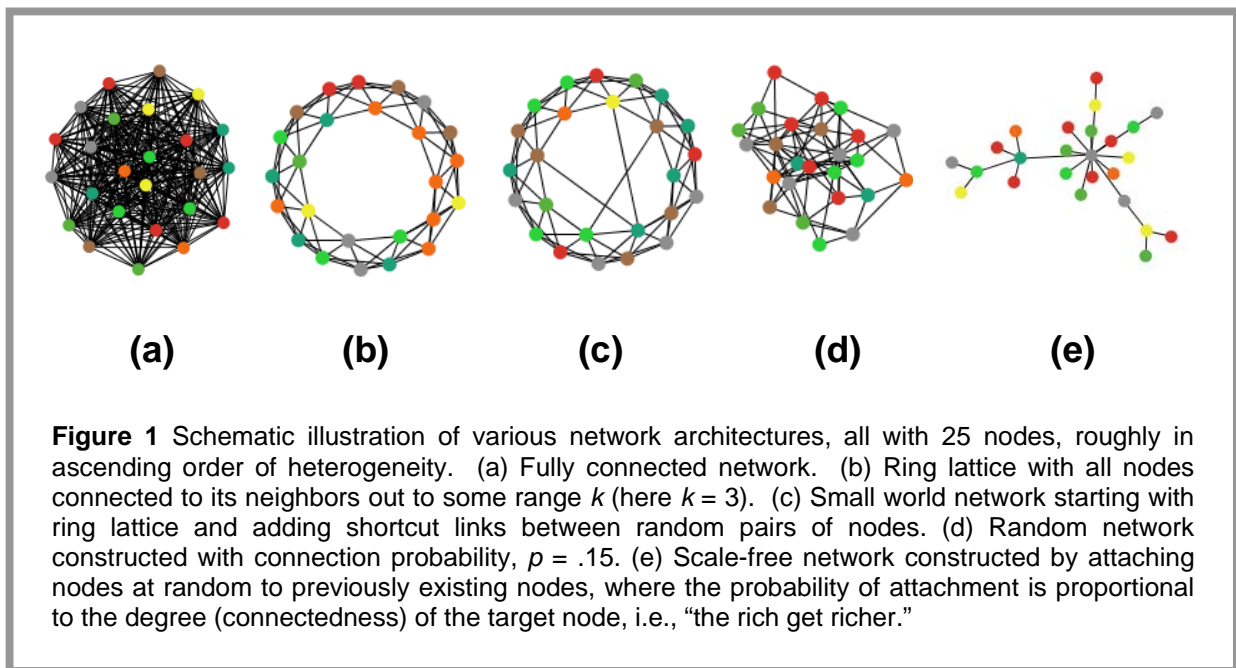 (a) (b) (c) (d) (e)
Figure 1 Schematic illustration of various network architectures, all with 25 nodes, roughly in
ascending order of heterogeneity. (a) Fully connected network. (b) Ring lattice with all nodes
connected to its neighbors out to some range k (here k = 3). (c) Small world network starting with
ring lattice and adding shortcut links between random pairs of nodes. (d) Random network
constructed with connection probability, p = .15. (e) Scale-free network constructed by attaching
nodes at random to previously existing nodes, where the probability of attachment is proportional
to the degree (connectedness) of the target node, i.e., “the rich get richer.”